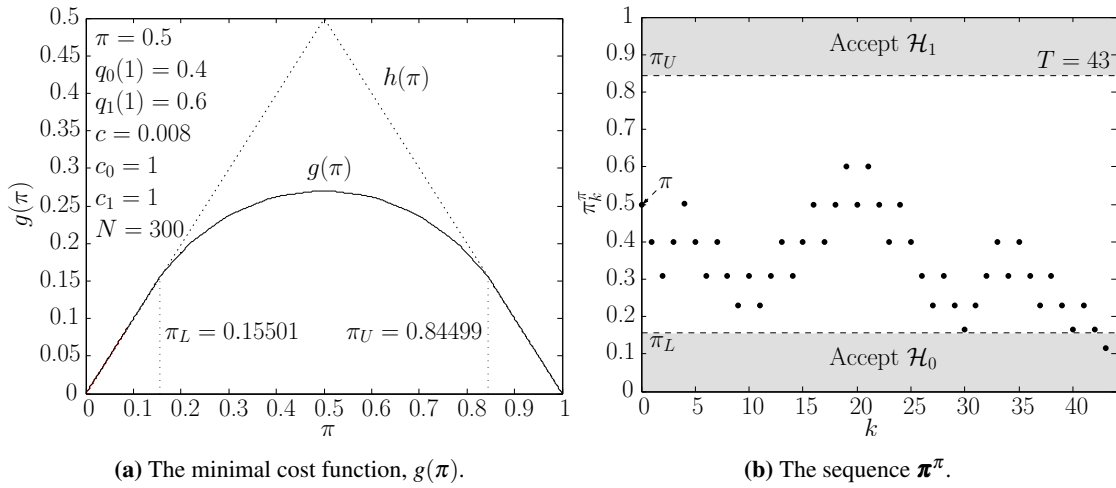 0.5
0.45
0.4
0.35
0.3
0.25
0.2
0.15
0.1
0.05
0
g(π)
π = 0.5
q₀(1) = 0.4
q₁(1) = 0.6
c = 0.008
c₀ = 1
c₁ = 1
N = 300
h(π)
g(π)
π_L = 0.15501
π_U = 0.84499
0 0.1 0.2 0.3 0.4 0.5 0.6 0.7 0.8 0.9 1
π
(a) The minimal cost function, g(π).
1
0.9
0.8
0.7
0.6
0.5
0.4
0.3
0.2
0.1
0
π_k^π
Accept ℋ₁
π_U
T = 43
π
π_L
Accept ℋ₀
0 5 10 15 20 25 30 35 40
k
(b) The sequence π^π.